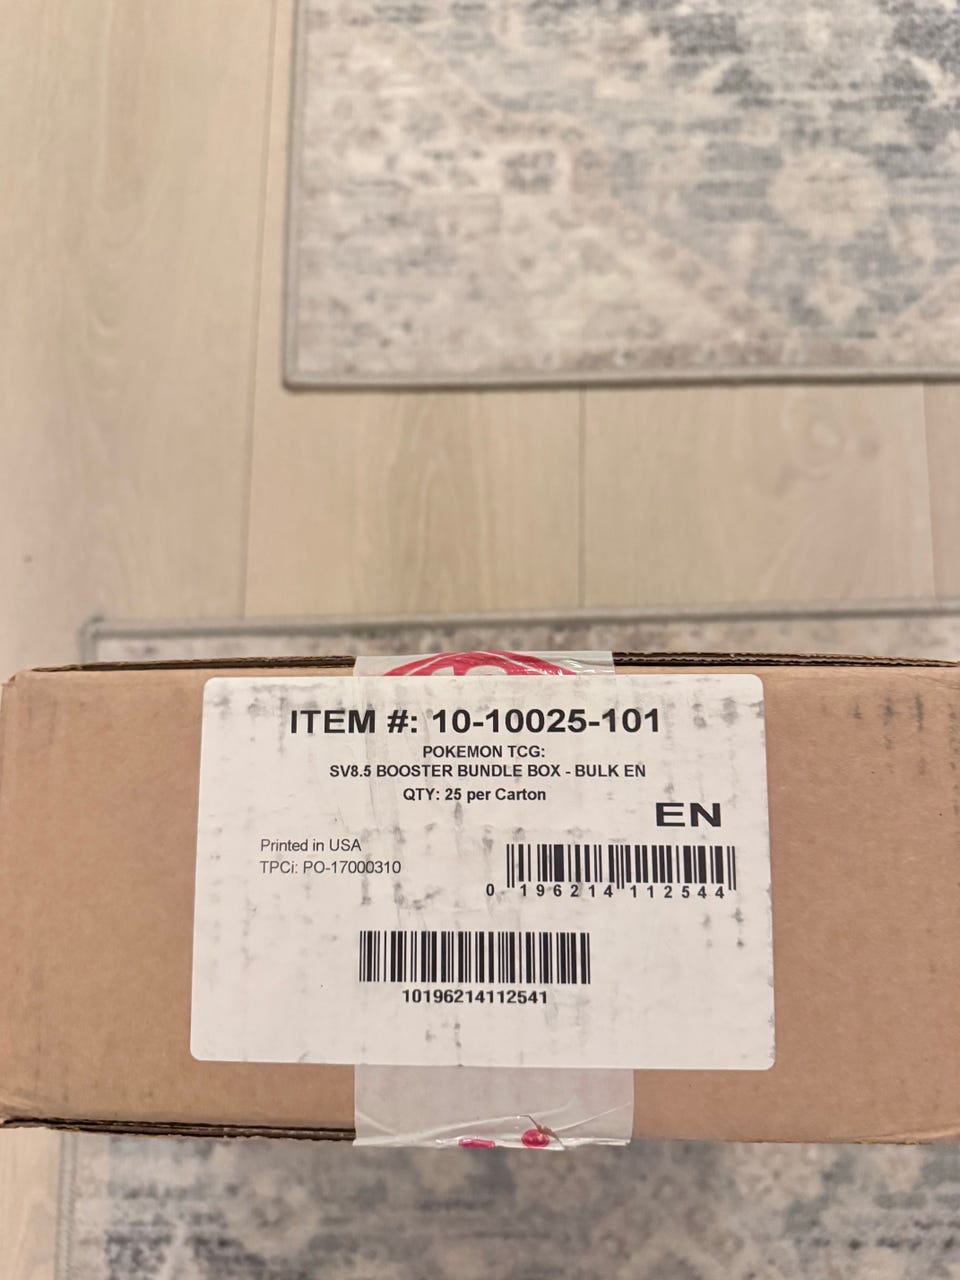 ITEM #: 10-10025-101
POKEMON TCG:
SV8.5 BOOSTER BUNDLE BOX - BULK EN
QTY: 25 per Carton
EN
Printed in USA
TPCi: PO-17000310
0 196214 112544
10196214112541